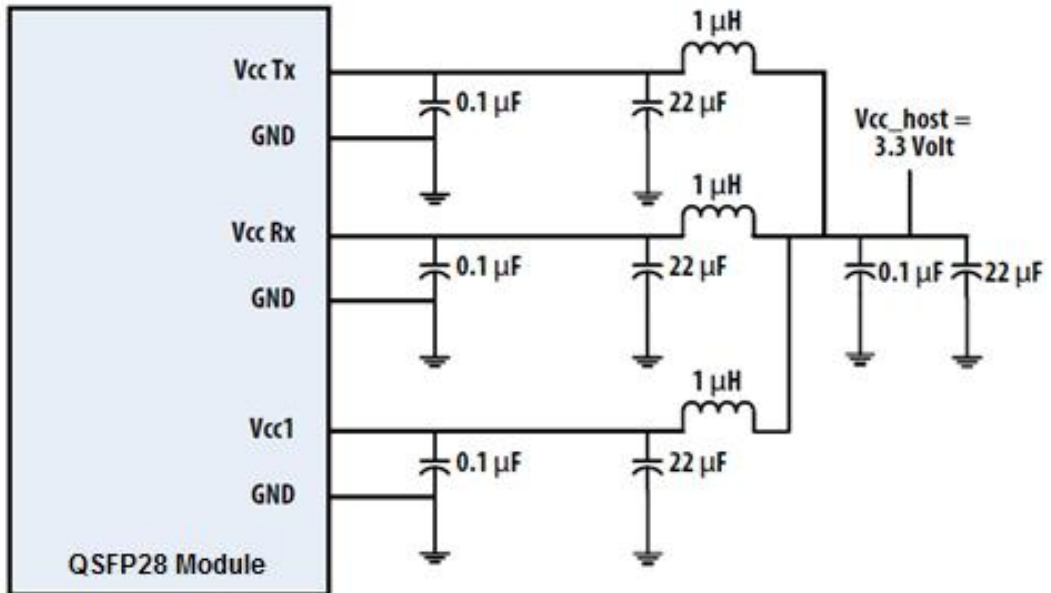 1 μH
Vcc Tx
0.1 μF
22 μF
GND
Vcc_host =
3.3 Volt
1 μH
Vcc Rx
0.1 μF
22 μF
0.1 μF
22 μF
GND
1 μH
Vcc1
0.1 μF
22 μF
GND
QSFP28 Module